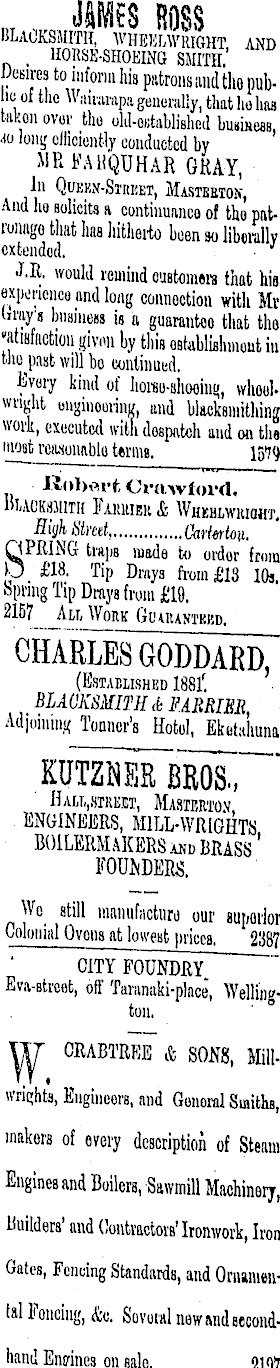 JAMES ROSS
BLACKSMITH, WHEELWRIGHT, AND
HORSE-SHOEING SMITH.
Desires to inform his patrons and the pub-
lic of the Wairarapa generally, that he has
taken over the old-established business,
so long efficiently conducted by
MR FARQUHAR GRAY,
In QUEEN-STREET, MASTERTON,
And he solicits a continuance of the pat-
ronage that has hitherto been so liberally
extended.
J.R. would remind customers that his
experience and long connection with Mr
Gray's business is a guarantee that the
satisfaction given by this establishment in
the past will be continued.
Every kind of horse-shoeing, wheel-
wright engineering, and blacksmithing
work, executed with despatch and on the
most reasonable terms. 1579
Robert Crawford,
BLACKSMITH FARRIER & WHEELWRIGHT.
High Street,..............Carterton.
SPRING traps made to order from
£18. Tip Drays from £13 10s.
Spring Tip Drays from £19.
2157 ALL WORK GUARANTEED.
CHARLES GODDARD,
(ESTABLISHED 1881.
BLACKSMITH & FARRIER,
Adjoining Tonner's Hotel, Eketahuna
KUTZNER BROS.,
HALL,STREET, MASTERTON,
ENGINEERS, MILL-WRIGHTS,
BOILERMAKERS AND BRASS
FOUNDERS.
We still manufacture our superior
Colonial Ovens at lowest prices. 2387
CITY FOUNDRY.
Eva-street, off Taranaki-place, Welling-
ton.
W. CRABTREE & SONS, Mill-
wrights, Engineers, and General Smiths,
makers of every description of Steam
Engines and Boilers, Sawmill Machinery,
Builders' and Contractors' Ironwork, Iron
Gates, Fencing Standards, and Ornamen-
tal Fencing, &c. Several new and second-
hand Engines on sale. 2197